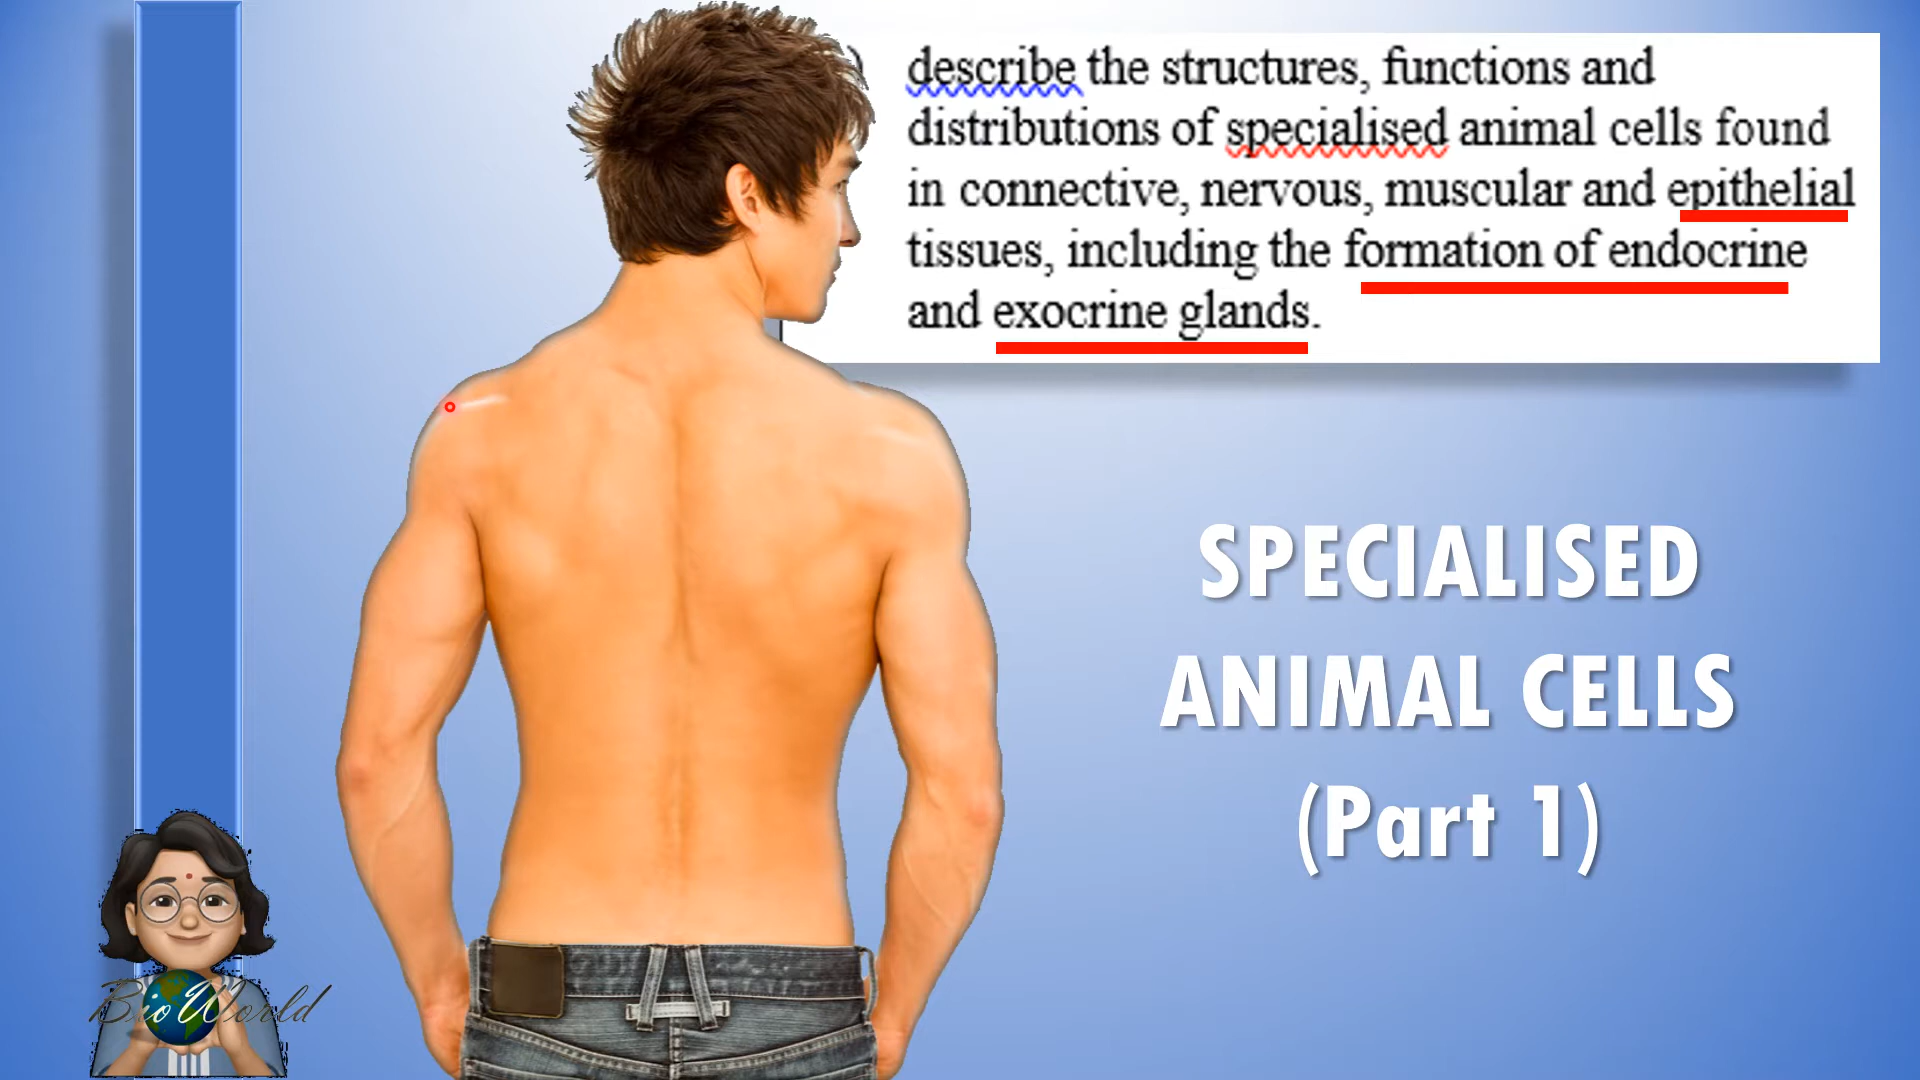 ) describe the structures, functions and
distributions of specialised animal cells found
in connective, nervous, muscular and epithelial
tissues, including the formation of endocrine
and exocrine glands.
SPECIALISED
ANIMAL CELLS
(Part 1)
BioWorld